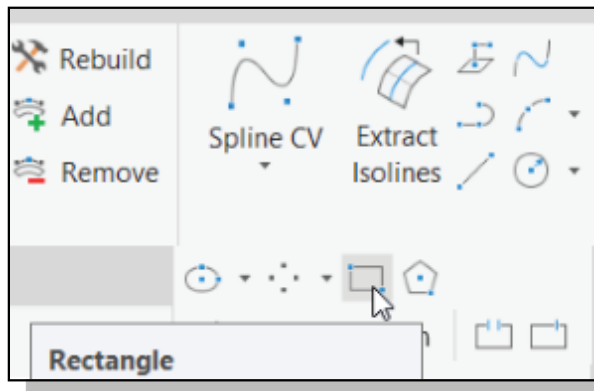 Rebuild
Add
Remove
Spline CV
Extract
Isolines
Rectangle